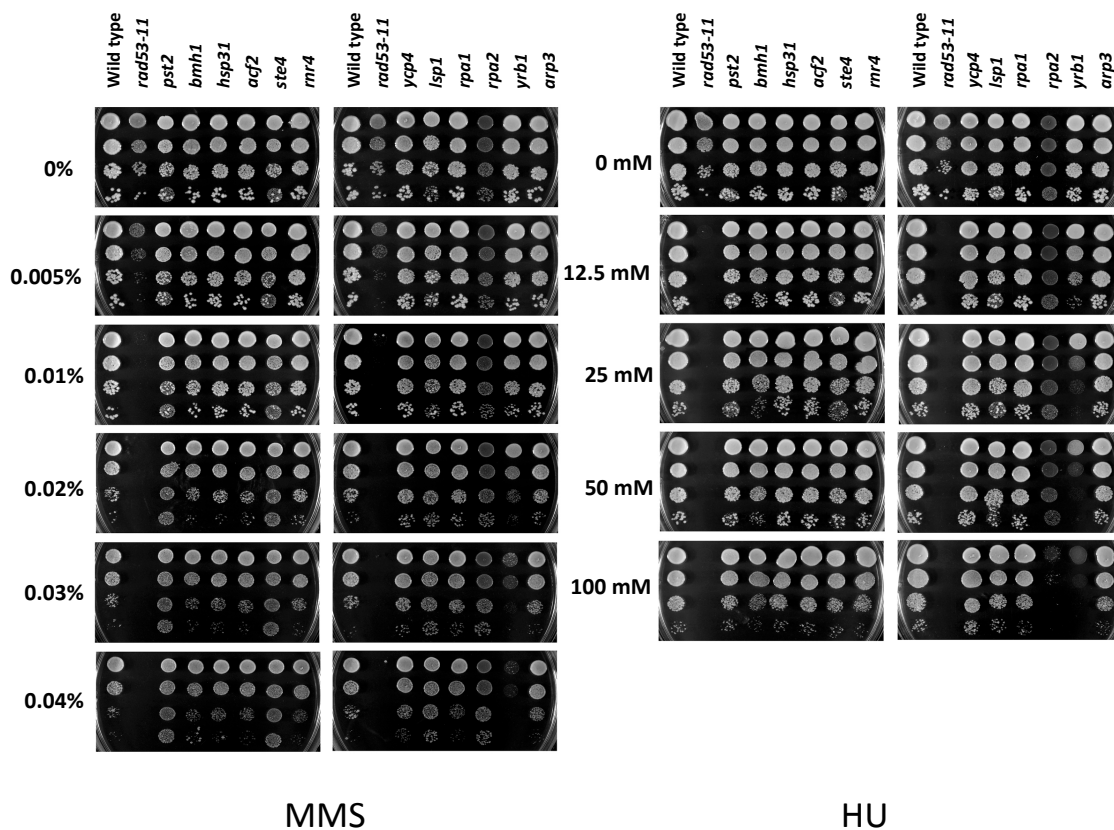 Wild type rad53-11 pst2 bmh1 hsp31 acf2 ste4 rnr4
Wild type rad53-11 ycp4 lsp1 rpa1 rpa2 yrb1 arp3
0%
0.005%
0.01%
0.02%
0.03%
0.04%
MMS
Wild type rad53-11 pst2 bmh1 hsp31 acf2 ste4 rnr4
Wild type rad53-11 ycp4 lsp1 rpa1 rpa2 yrb1 arp3
0 mM
12.5 mM
25 mM
50 mM
100 mM
HU